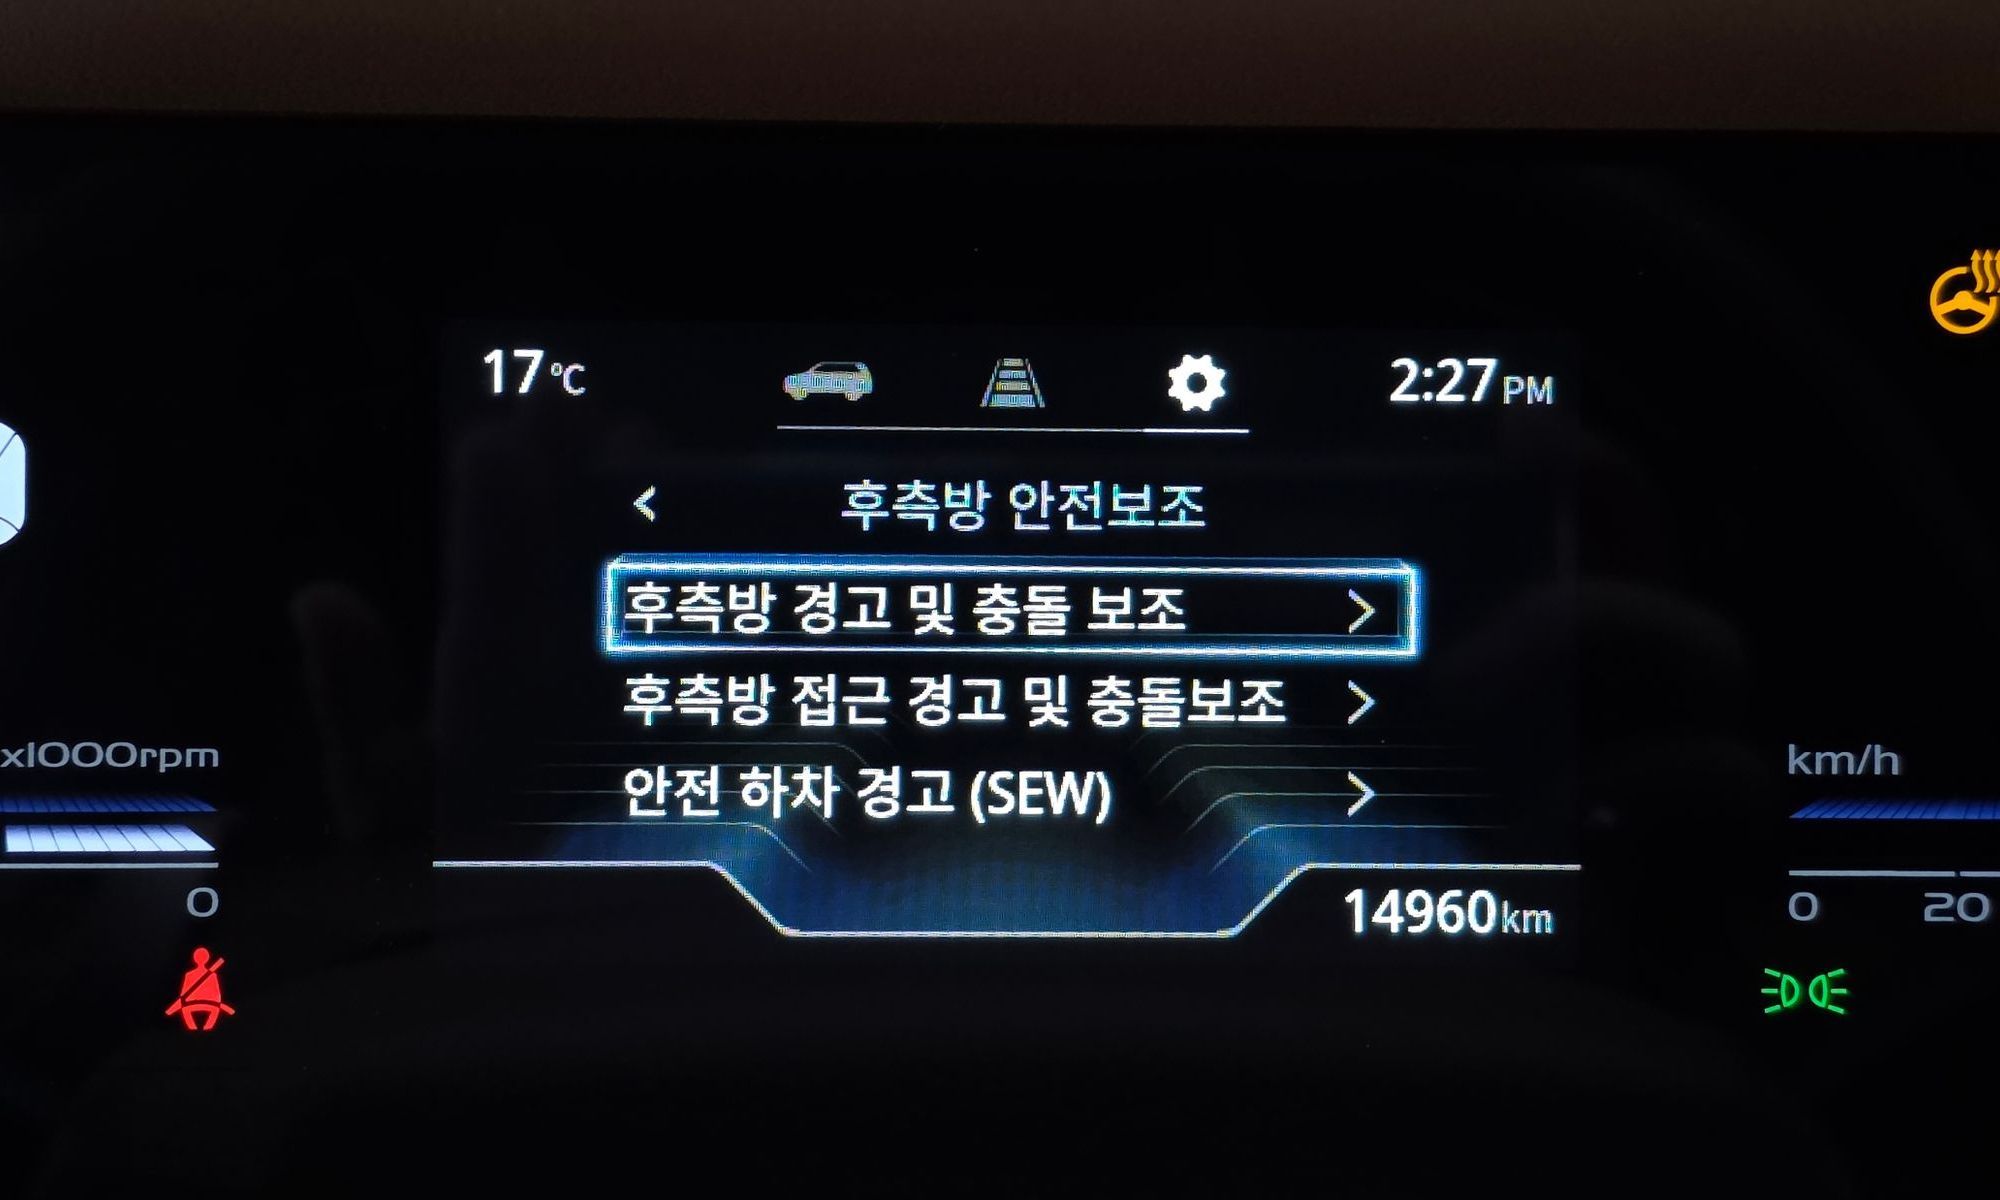 17°C
2:27 PM
후측방 안전보조
후측방 경고 및 충돌 보조
후측방 접근 경고 및 충돌보조
안전 하차 경고 (SEW)
x1000rpm
km/h
0
14960km
0 20